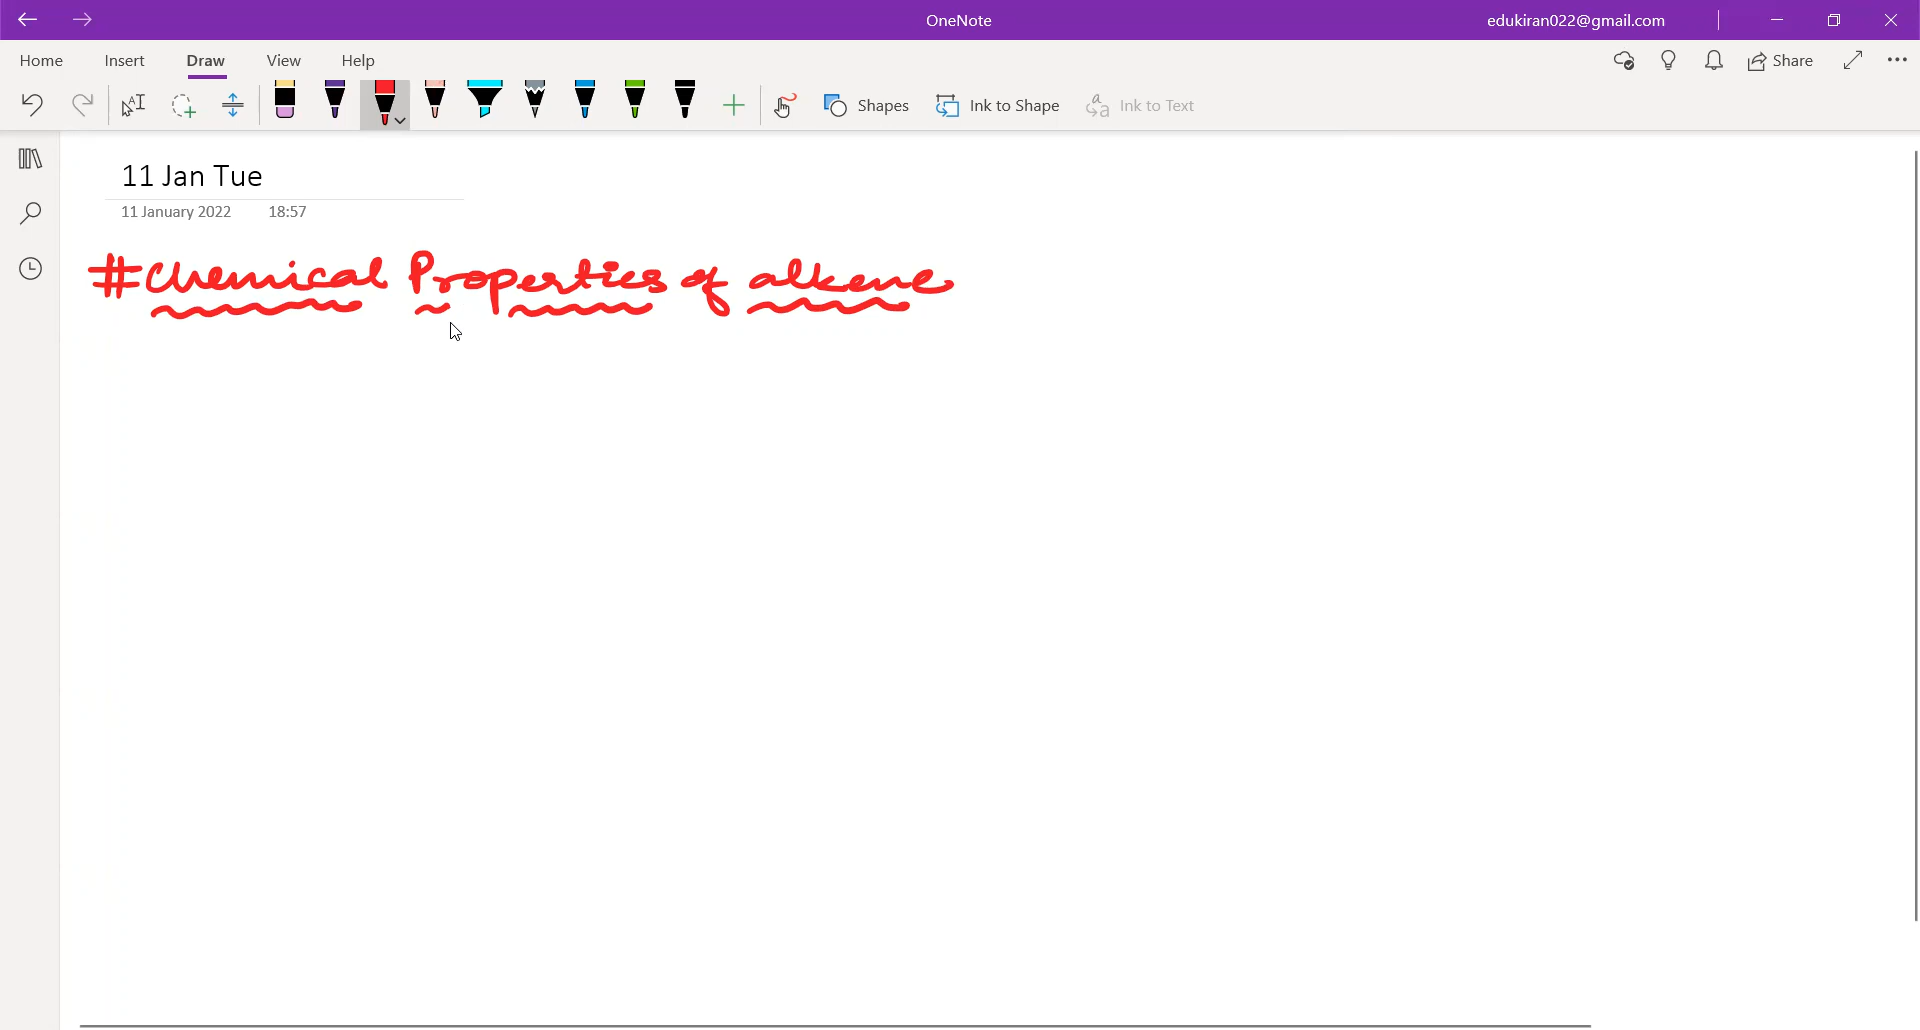 OneNote
edukiran022@gmail.com
Home Insert Draw View Help
Share
Shapes Ink to Shape Ink to Text
11 Jan Tue
11 January 2022 18:57
#Chemical Properties of alkene